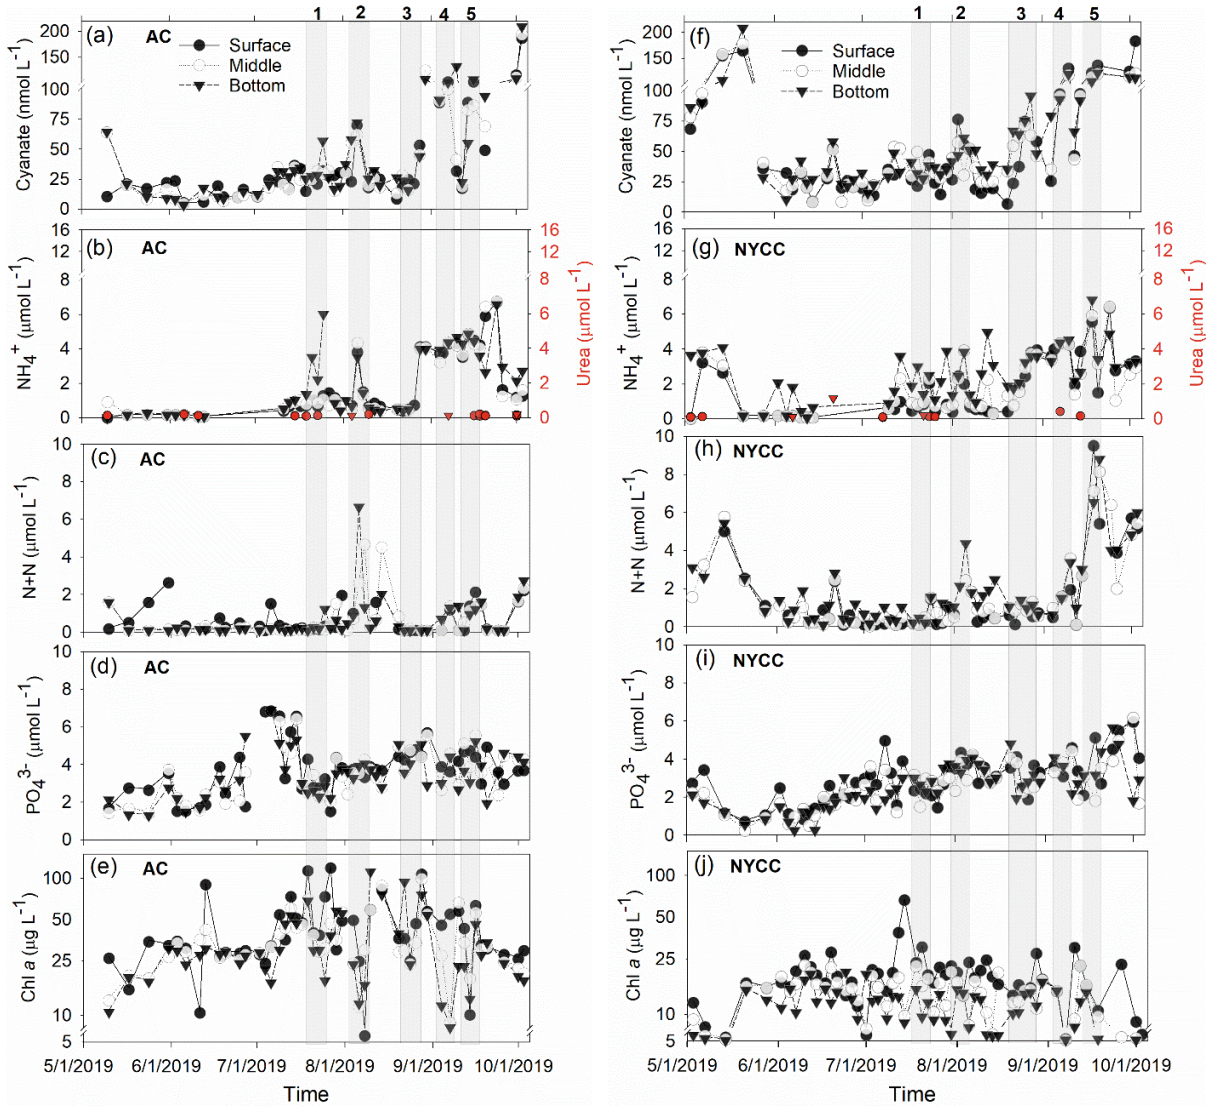 1 2 3 4 5
(a) AC
Surface
Middle
Bottom
200
150
100
75
50
25
0
Cyanate (nmol L⁻¹)
(b) AC
16
12
8
6
4
2
0
NH₄⁺ (µmol L⁻¹)
16
12
8
6
4
2
0
Urea (µmol L⁻¹)
(c) AC
10
8
6
4
2
0
N+N (µmol L⁻¹)
(d) AC
10
8
6
4
2
0
PO₄³⁻ (µmol L⁻¹)
(e) AC
100
50
25
10
5
Chl a (µg L⁻¹)
5/1/2019 6/1/2019 7/1/2019 8/1/2019 9/1/2019 10/1/2019
Time
1 2 3 4 5
(f)
Surface
Middle
Bottom
200
150
100
75
50
25
0
Cyanate (nmol L⁻¹)
(g) NYCC
16
12
8
6
4
2
0
NH₄⁺ (µmol L⁻¹)
16
12
8
6
4
2
0
Urea (µmol L⁻¹)
(h) NYCC
10
8
6
4
2
0
N+N (µmol L⁻¹)
(i) NYCC
10
8
6
4
2
0
PO₄³⁻ (µmol L⁻¹)
(j) NYCC
100
50
25
10
5
Chl a (µg L⁻¹)
5/1/2019 6/1/2019 7/1/2019 8/1/2019 9/1/2019 10/1/2019
Time